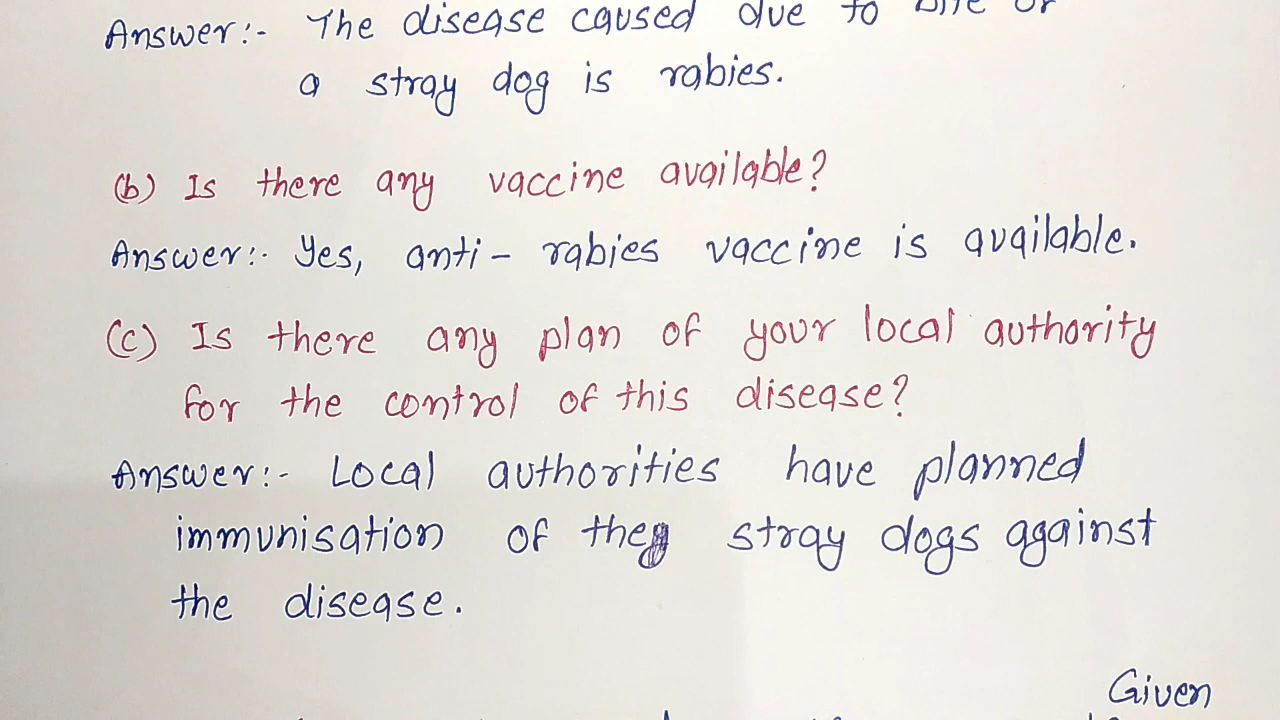 Answer:- The disease caused due to bite of
a stray dog is rabies.
(b) Is there any vaccine available?
Answer:- Yes, anti-rabies vaccine is available.
(c) Is there any plan of your local authority
for the control of this disease?
Answer:- Local authorities have planned
immunisation of the stray dogs against
the disease.
Given